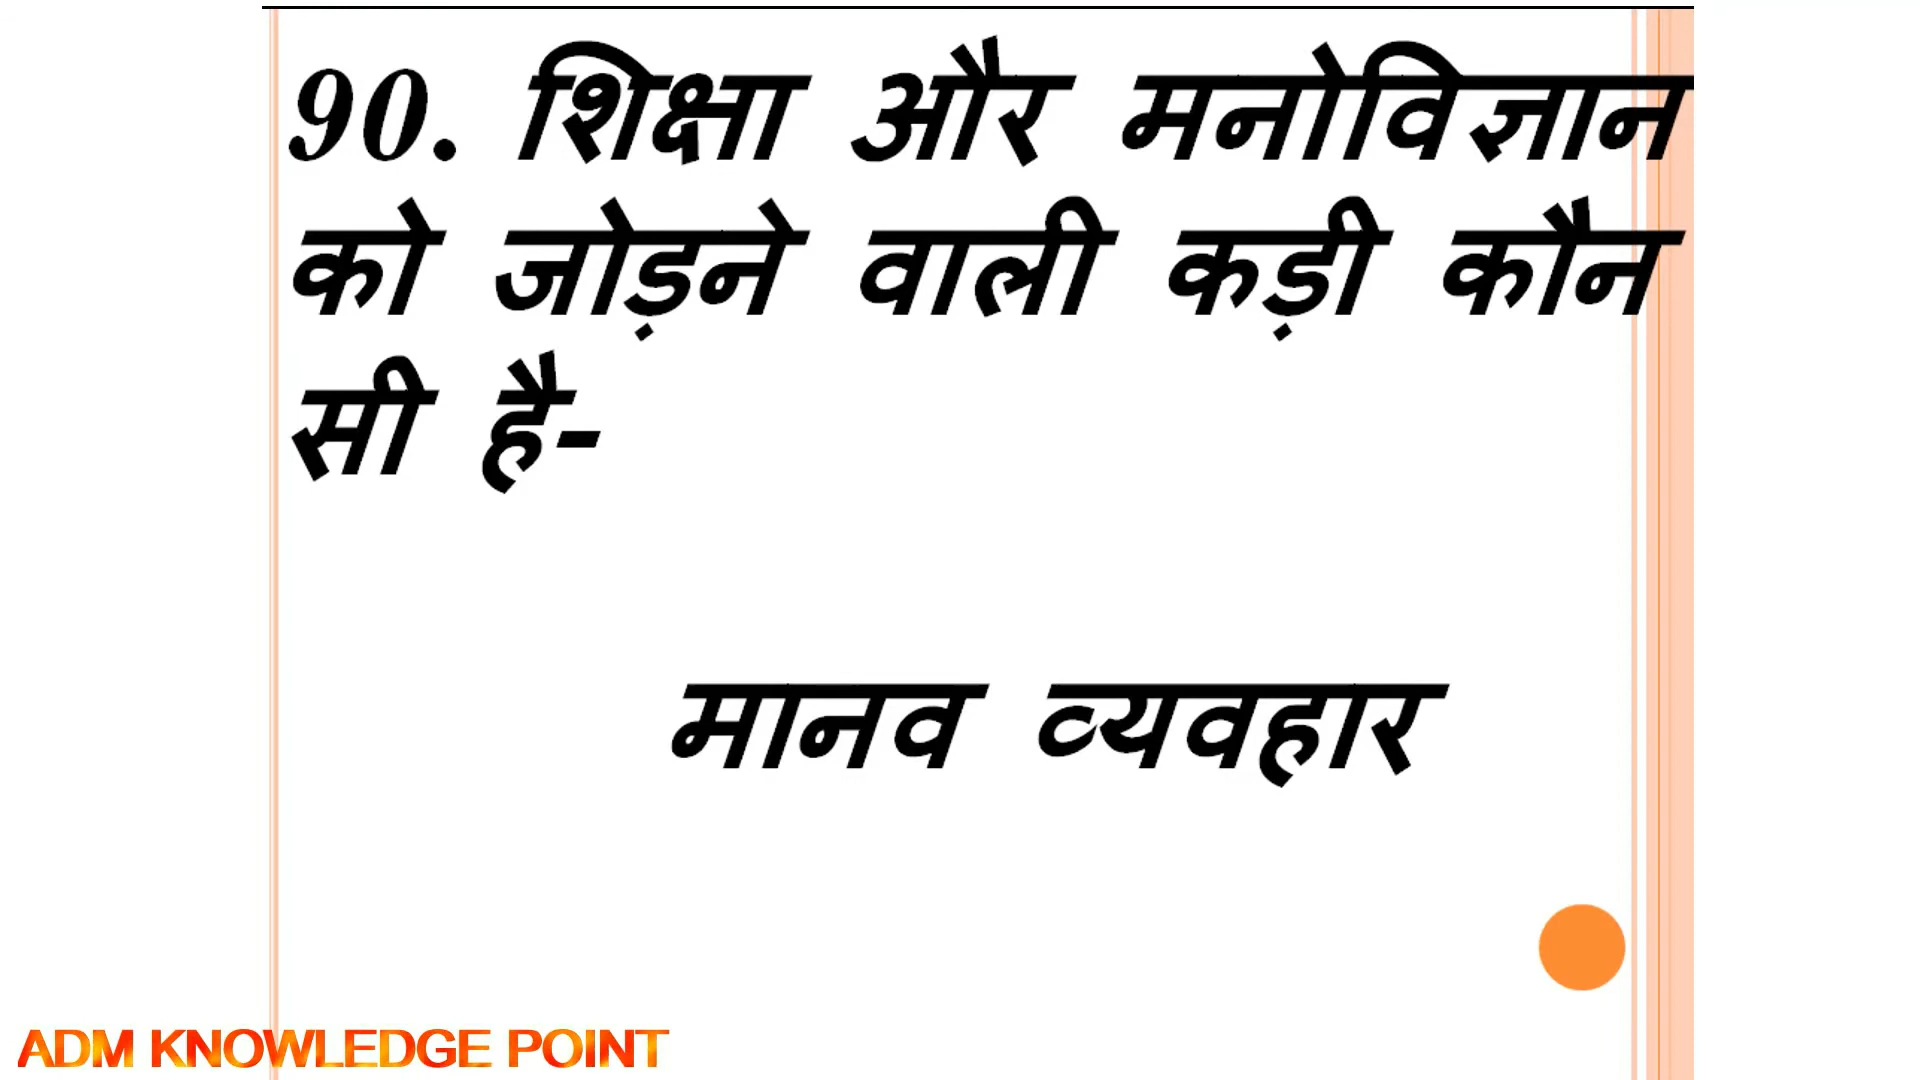 90. शिक्षा और मनोविज्ञान
को जोड़ने वाली कड़ी कौन
सी है-
मानव व्यवहार
ADM KNOWLEDGE POINT